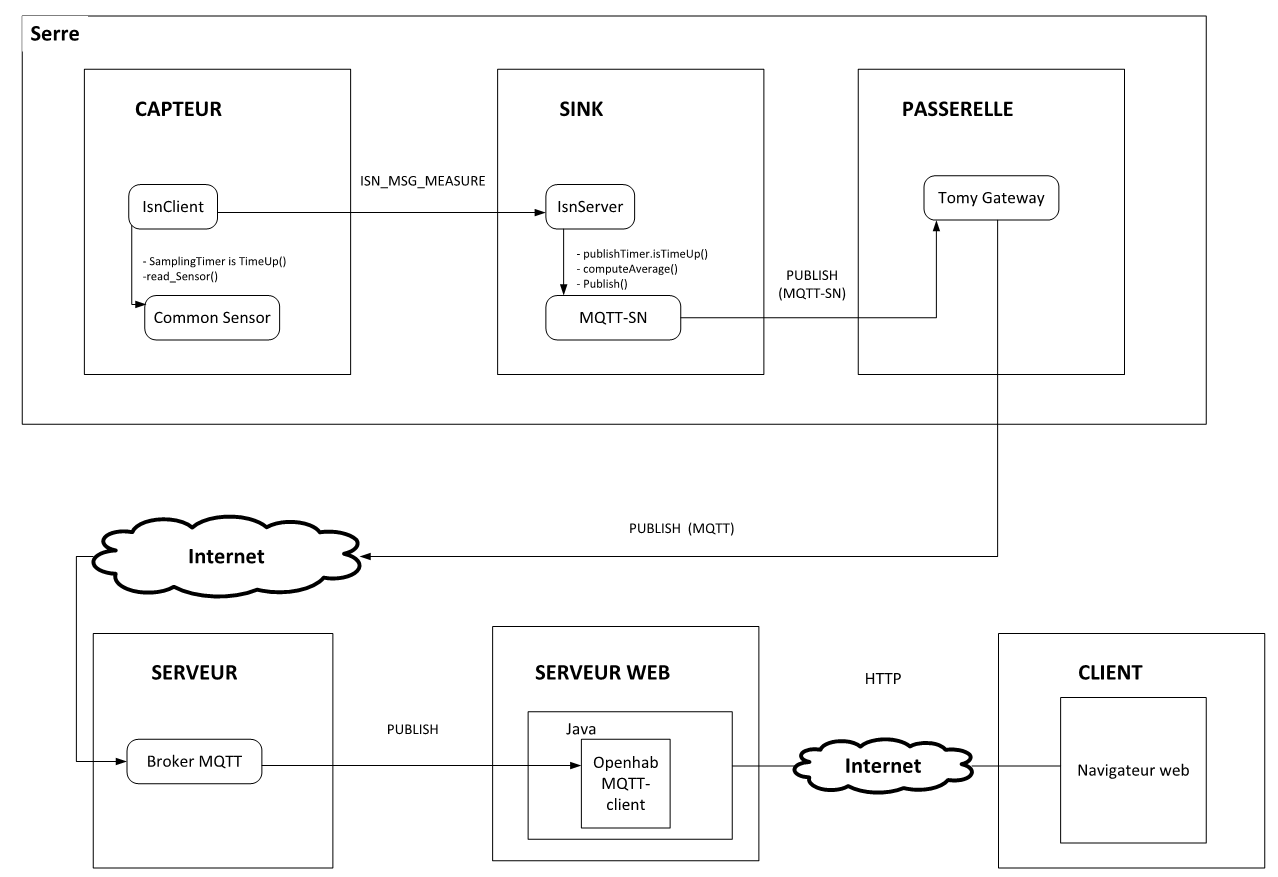 Serre
CAPTEUR
SINK
PASSERELLE
ISN_MSG_MEASURE
IsnClient
IsnServer
Tomy Gateway
- SamplingTimer is TimeUp()
-read_Sensor()
- publishTimer.isTimeUp()
- computeAverage()
- Publish()
PUBLISH
(MQTT-SN)
Common Sensor
MQTT-SN
PUBLISH (MQTT)
Internet
SERVEUR
SERVEUR WEB
HTTP
CLIENT
PUBLISH
Java
Broker MQTT
Openhab
MQTT-
client
Internet
Navigateur web